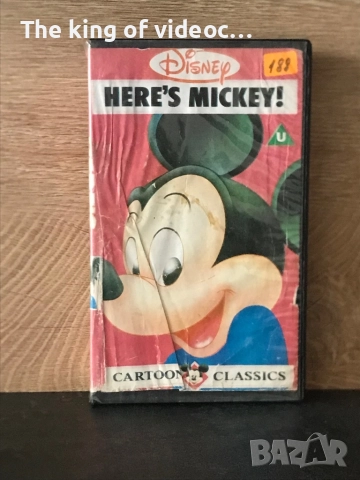 The king of videoc...
Disney
189
HERE'S MICKEY!
U
CARTOON CLASSICS
BAZAR